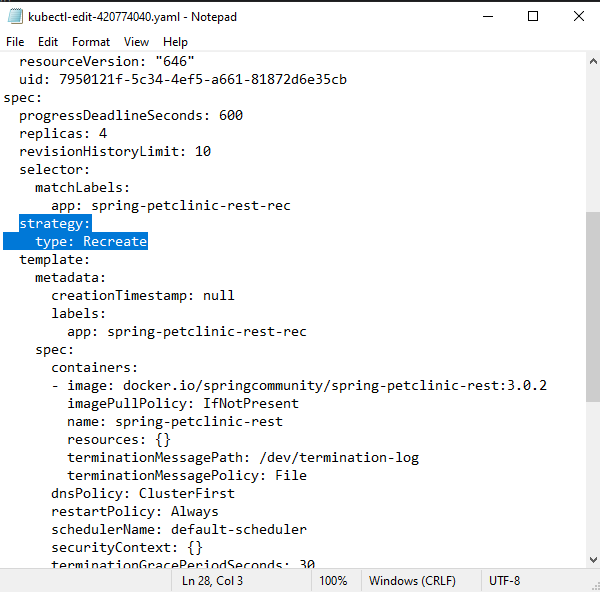 kubectl-edit-420774040.yaml - Notepad
File Edit Format View Help
  resourceVersion: "646"
  uid: 7950121f-5c34-4ef5-a661-81872d6e35cb
spec:
  progressDeadlineSeconds: 600
  replicas: 4
  revisionHistoryLimit: 10
  selector:
    matchLabels:
      app: spring-petclinic-rest-rec
  strategy:
    type: Recreate
  template:
    metadata:
      creationTimestamp: null
      labels:
        app: spring-petclinic-rest-rec
    spec:
      containers:
      - image: docker.io/springcommunity/spring-petclinic-rest:3.0.2
        imagePullPolicy: IfNotPresent
        name: spring-petclinic-rest
        resources: {}
        terminationMessagePath: /dev/termination-log
        terminationMessagePolicy: File
      dnsPolicy: ClusterFirst
      restartPolicy: Always
      schedulerName: default-scheduler
      securityContext: {}
      terminationGracePeriodSeconds: 30
Ln 28, Col 3 100% Windows (CRLF) UTF-8